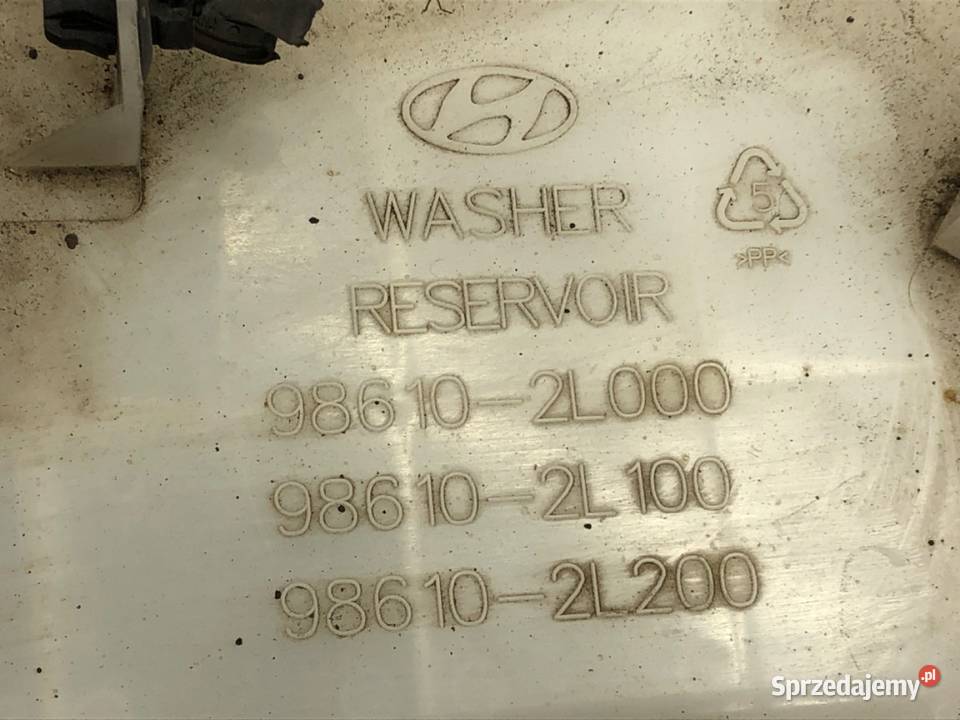 WASHER
5
>PP<
RESERVOIR
98610-2L000
98610-2L100
98610-2L200
Sprzedajemy.pl